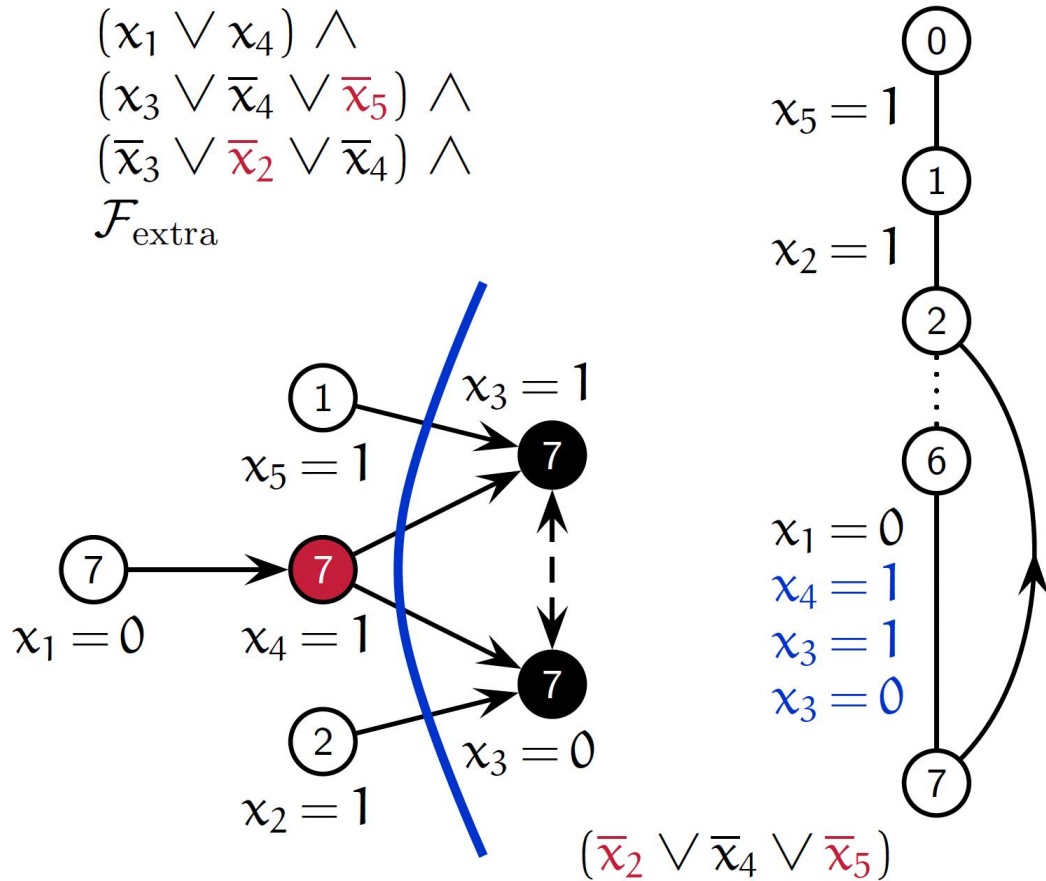 (x₁ ∨ x₄) ∧
(x₃ ∨ x̅₄ ∨ x̅₅) ∧
(x̅₃ ∨ x̅₂ ∨ x̅₄) ∧
ℱextra
1
x₅ = 1
7
x₁ = 0
7
x₄ = 1
2
x₂ = 1
x₃ = 1
7
7
x₃ = 0
0
x₅ = 1
1
x₂ = 1
2
6
x₁ = 0
x₄ = 1
x₃ = 1
x₃ = 0
7
(x̅₂ ∨ x̅₄ ∨ x̅₅)